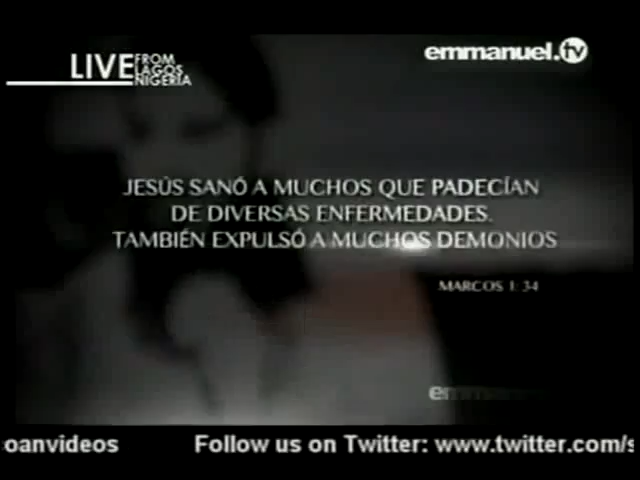 LIVE FROM LAGOS NIGERIA
emmanuel.tv
JESÚS SANÓ A MUCHOS QUE PADECÍAN
DE DIVERSAS ENFERMEDADES.
TAMBIÉN EXPULSÓ A MUCHOS DEMONIOS
MARCOS 1:34
emmanuel
oanvideos Follow us on Twitter: www.twitter.com/s